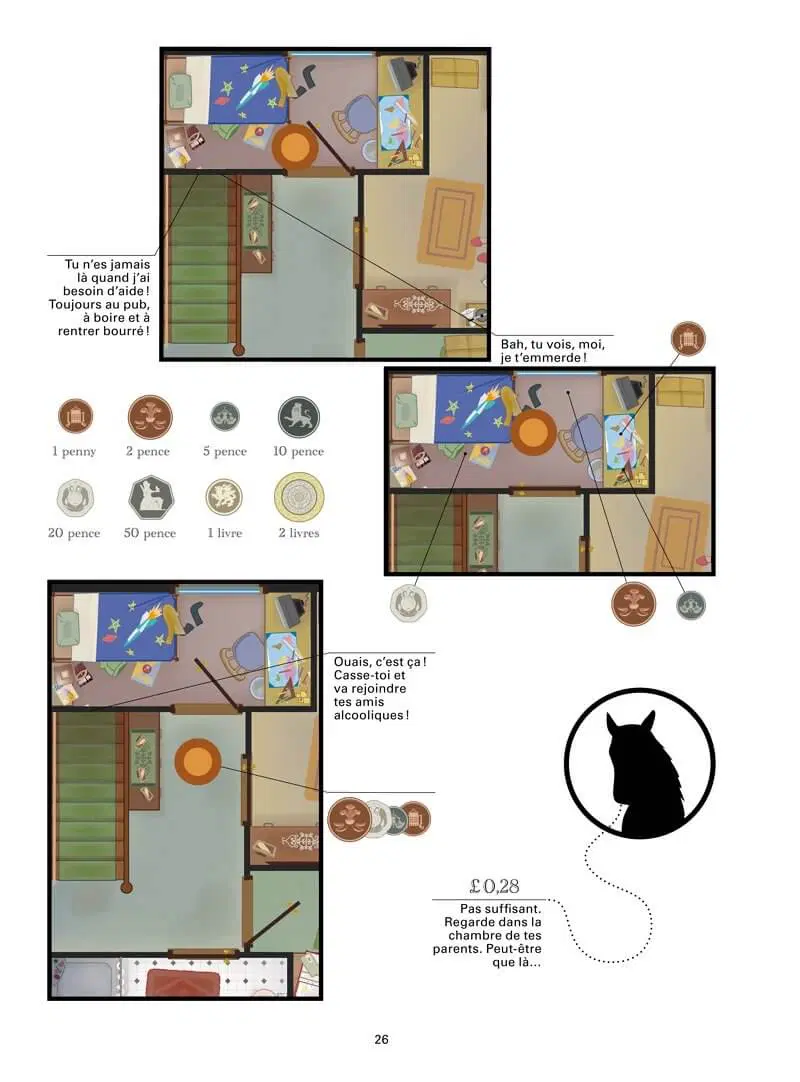 Tu n'es jamais
là quand j'ai
besoin d'aide !
Toujours au pub,
à boire et à
rentrer bourré !
Bah, tu vois, moi,
je t'emmerde !
1 penny
2 pence
5 pence
10 pence
20 pence
50 pence
1 livre
2 livres
Ouais, c'est ça !
Casse-toi et
va rejoindre
tes amis
alcooliques !
£ 0,28
Pas suffisant.
Regarde dans la
chambre de tes
parents. Peut-être
que là…
26